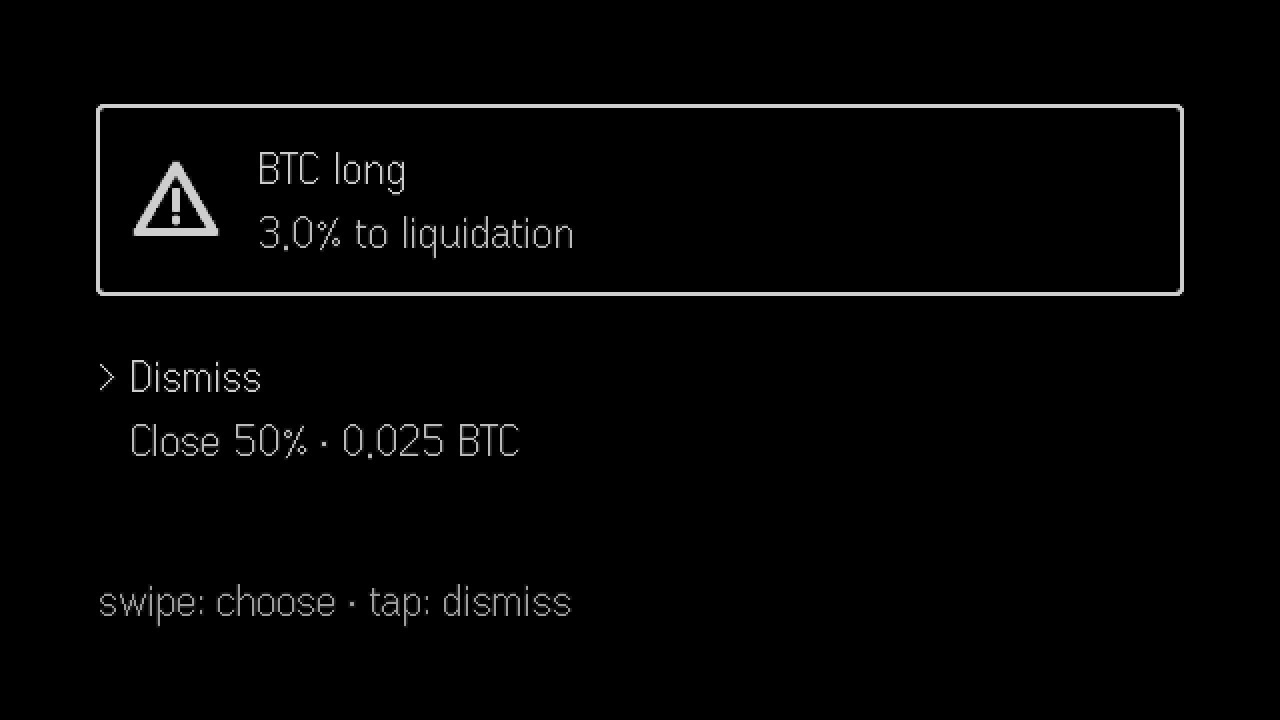 BTC long
3.0% to liquidation
> Dismiss
Close 50% · 0.025 BTC
swipe: choose · tap: dismiss